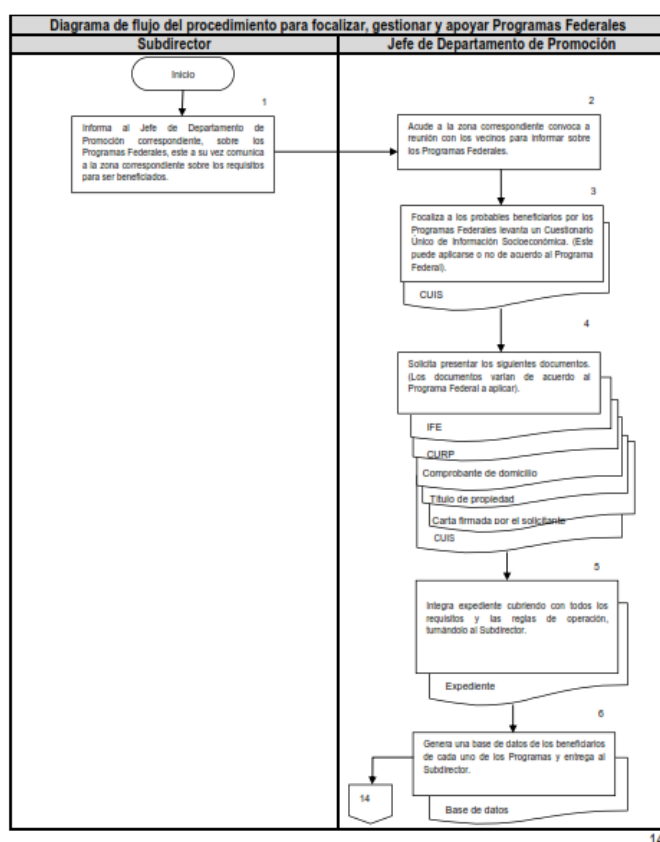 Diagrama de flujo del procedimiento para focalizar, gestionar y apoyar Programas Federales
Subdirector
Jefe de Departamento de Promoción
Inicio
1
Informa al Jefe de Departamento de
Promoción correspondiente, sobre los
Programas Federales, este a su vez comunica
a la zona correspondiente sobre los requisitos
para ser beneficiados.
2
Acude a la zona correspondiente convoca a
reunión con los vecinos para informar sobre
los Programas Federales.
3
Focaliza a los probables beneficiarios por los
Programas Federales levanta un Cuestionario
Único de Información Socioeconómica. (Este
puede aplicarse o no de acuerdo al Programa
Federal).
CUIS
4
Solicita presentar los siguientes documentos.
(Los documentos varían de acuerdo al
Programa Federal a aplicar).
IFE
CURP
Comprobante de domicilio
Título de propiedad
Carta firmada por el solicitante
CUIS
5
Integra expediente cubriendo con todos los
requisitos y las reglas de operación,
turnándolo al Subdirector.
Expediente
6
Genera una base de datos de los beneficiarios
de cada uno de los Programas y entrega al
Subdirector.
14
Base de datos
14